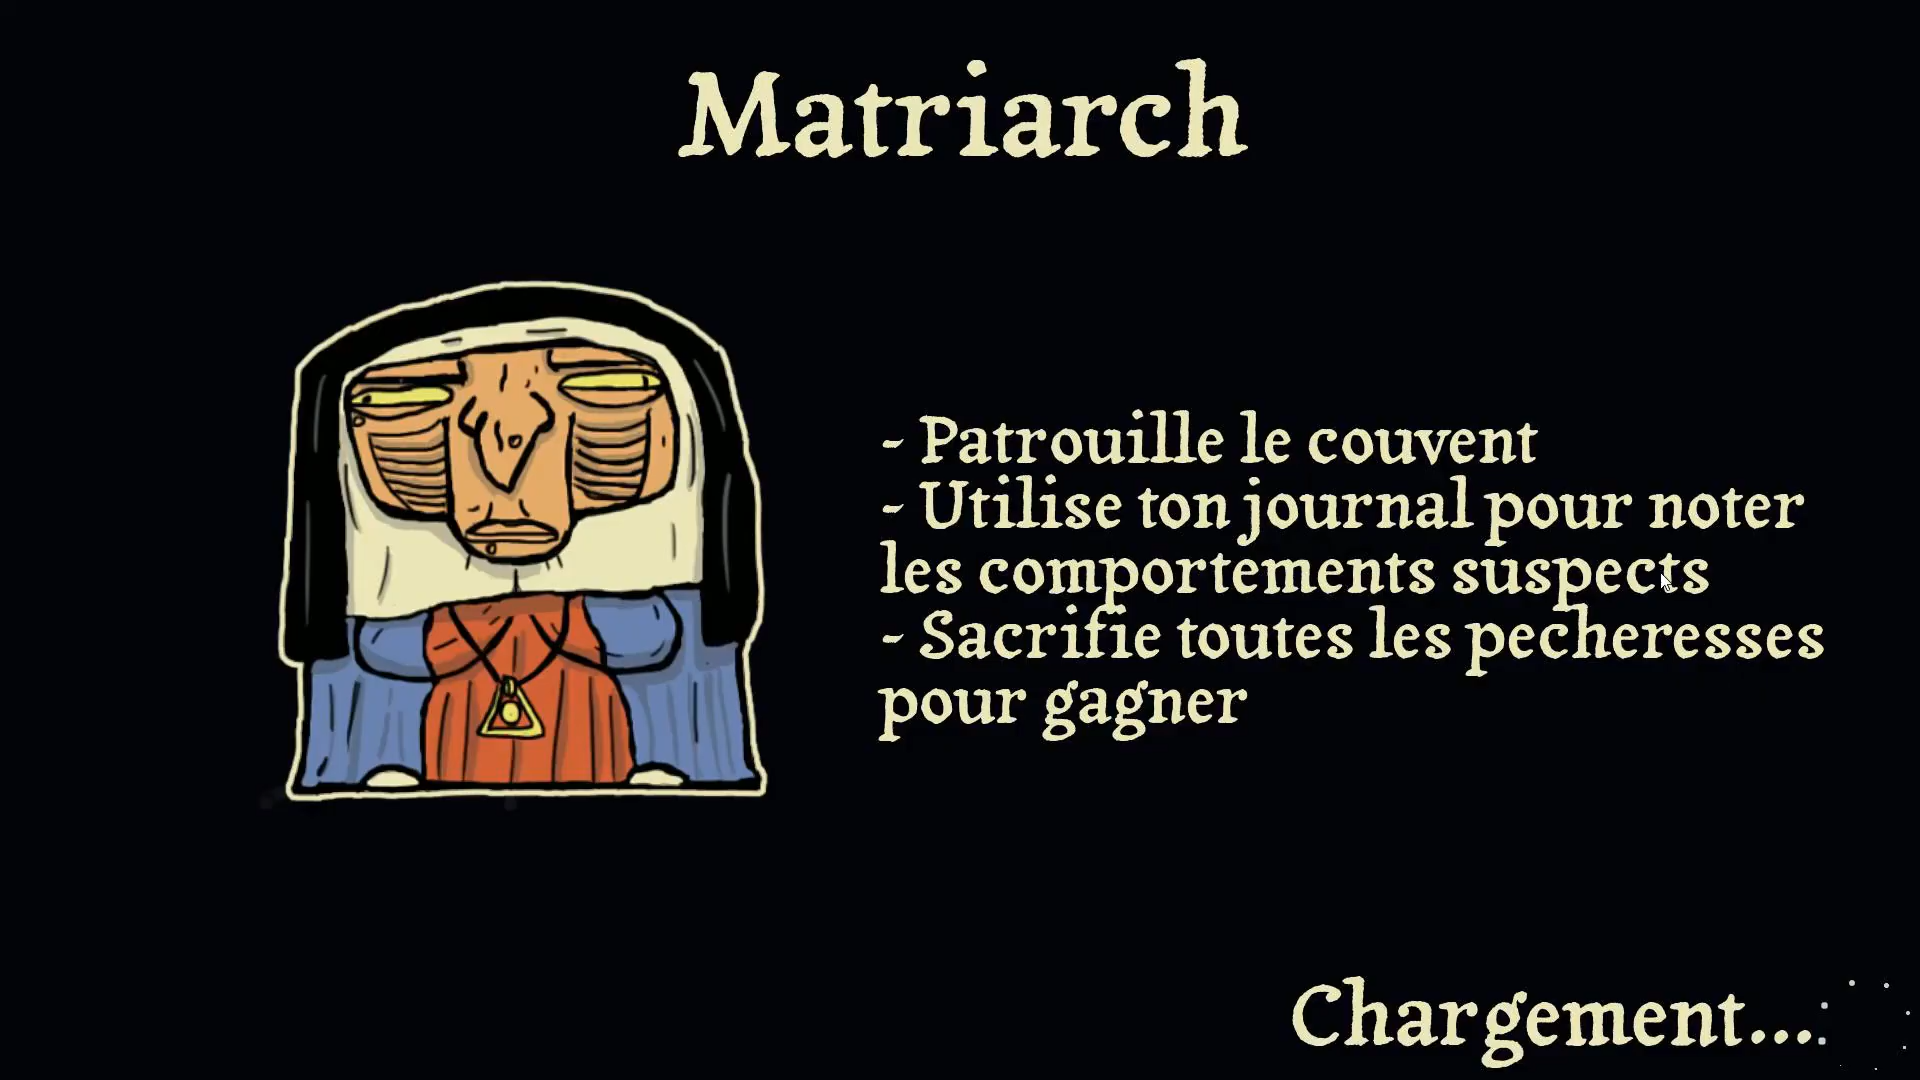 Matriarch
- Patrouille le couvent
- Utilise ton journal pour noter
les comportements suspects
- Sacrifie toutes les pecheresses
pour gagner
Chargement...